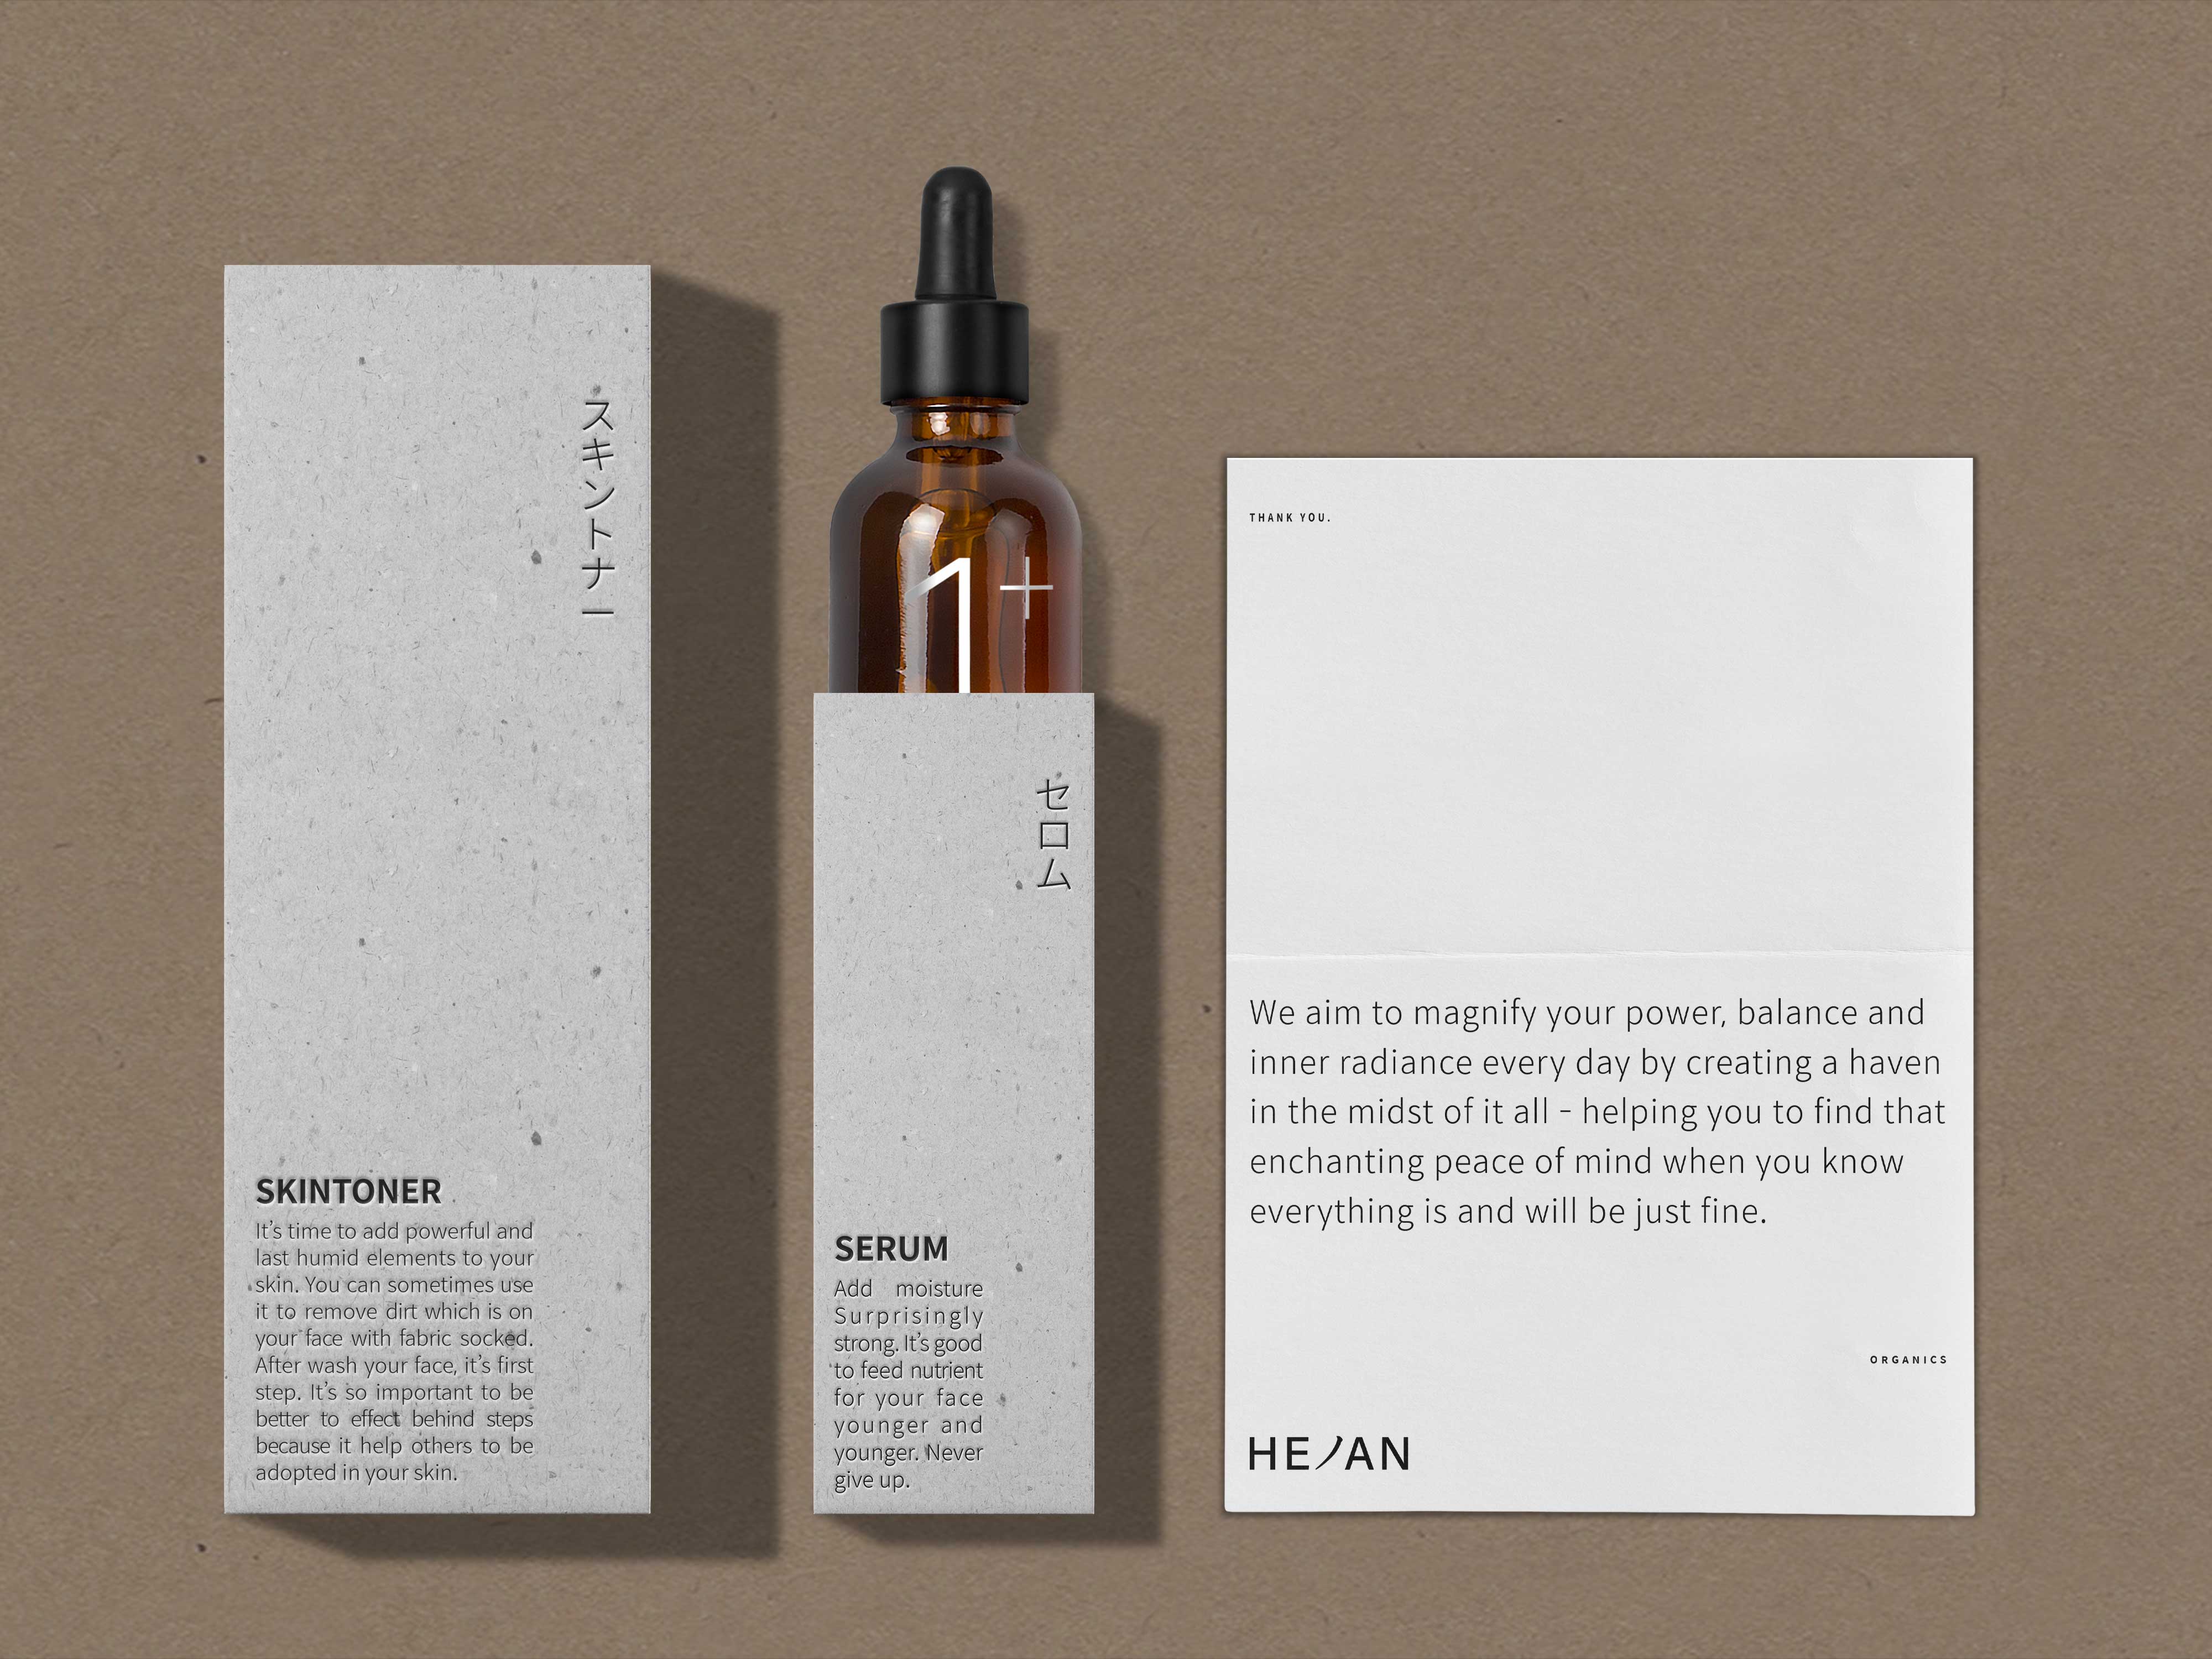 スキントナー
SKINTONER
It's time to add powerful and
last humid elements to your
skin. You can sometimes use
it to remove dirt which is on
your face with fabric socked.
After wash your face, it's first
step. It's so important to be
better to effect behind steps
because it help others to be
adopted in your skin.
1+
セロム
SERUM
Add moisture
Surprisingly
strong. It's good
to feed nutrient
for your face
younger and
younger. Never
give up.
THANK YOU.
We aim to magnify your power, balance and
inner radiance every day by creating a haven
in the midst of it all - helping you to find that
enchanting peace of mind when you know
everything is and will be just fine.
ORGANICS
HEノAN